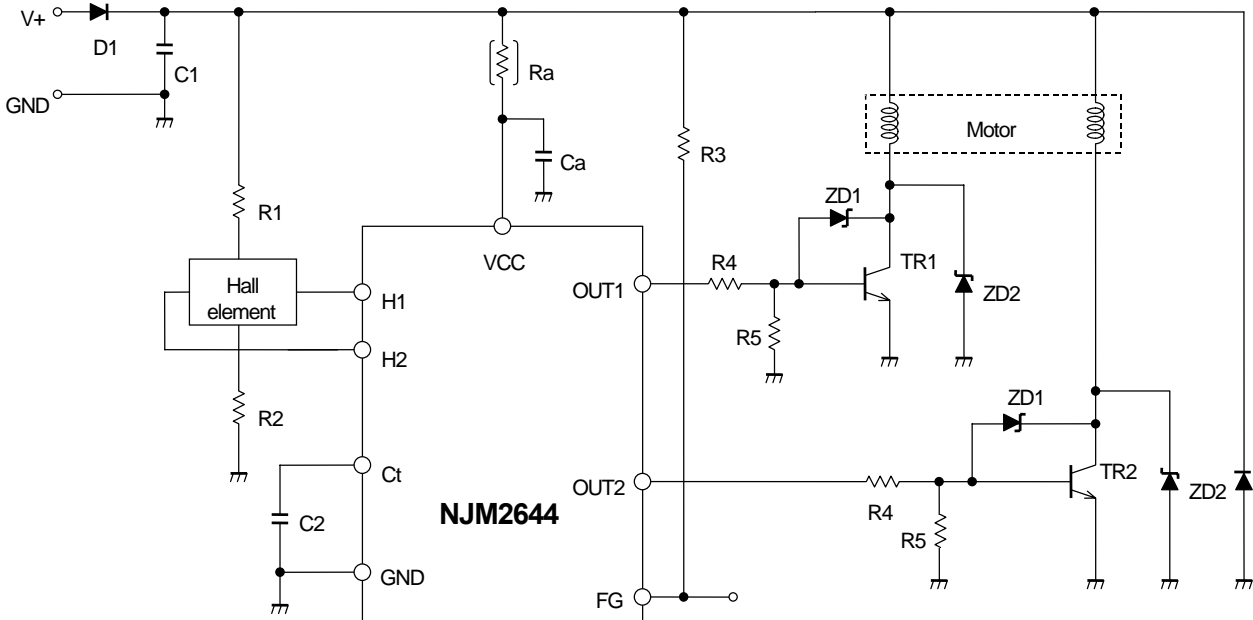 V+
D1
C1
GND
Ra
Ca
R3
Motor
R1
ZD1
TR1
VCC
Hall
element
H1
OUT1
R4
ZD2
R5
H2
R2
ZD1
Ct
OUT2
TR2
ZD2
NJM2644
R4
C2
R5
GND
FG